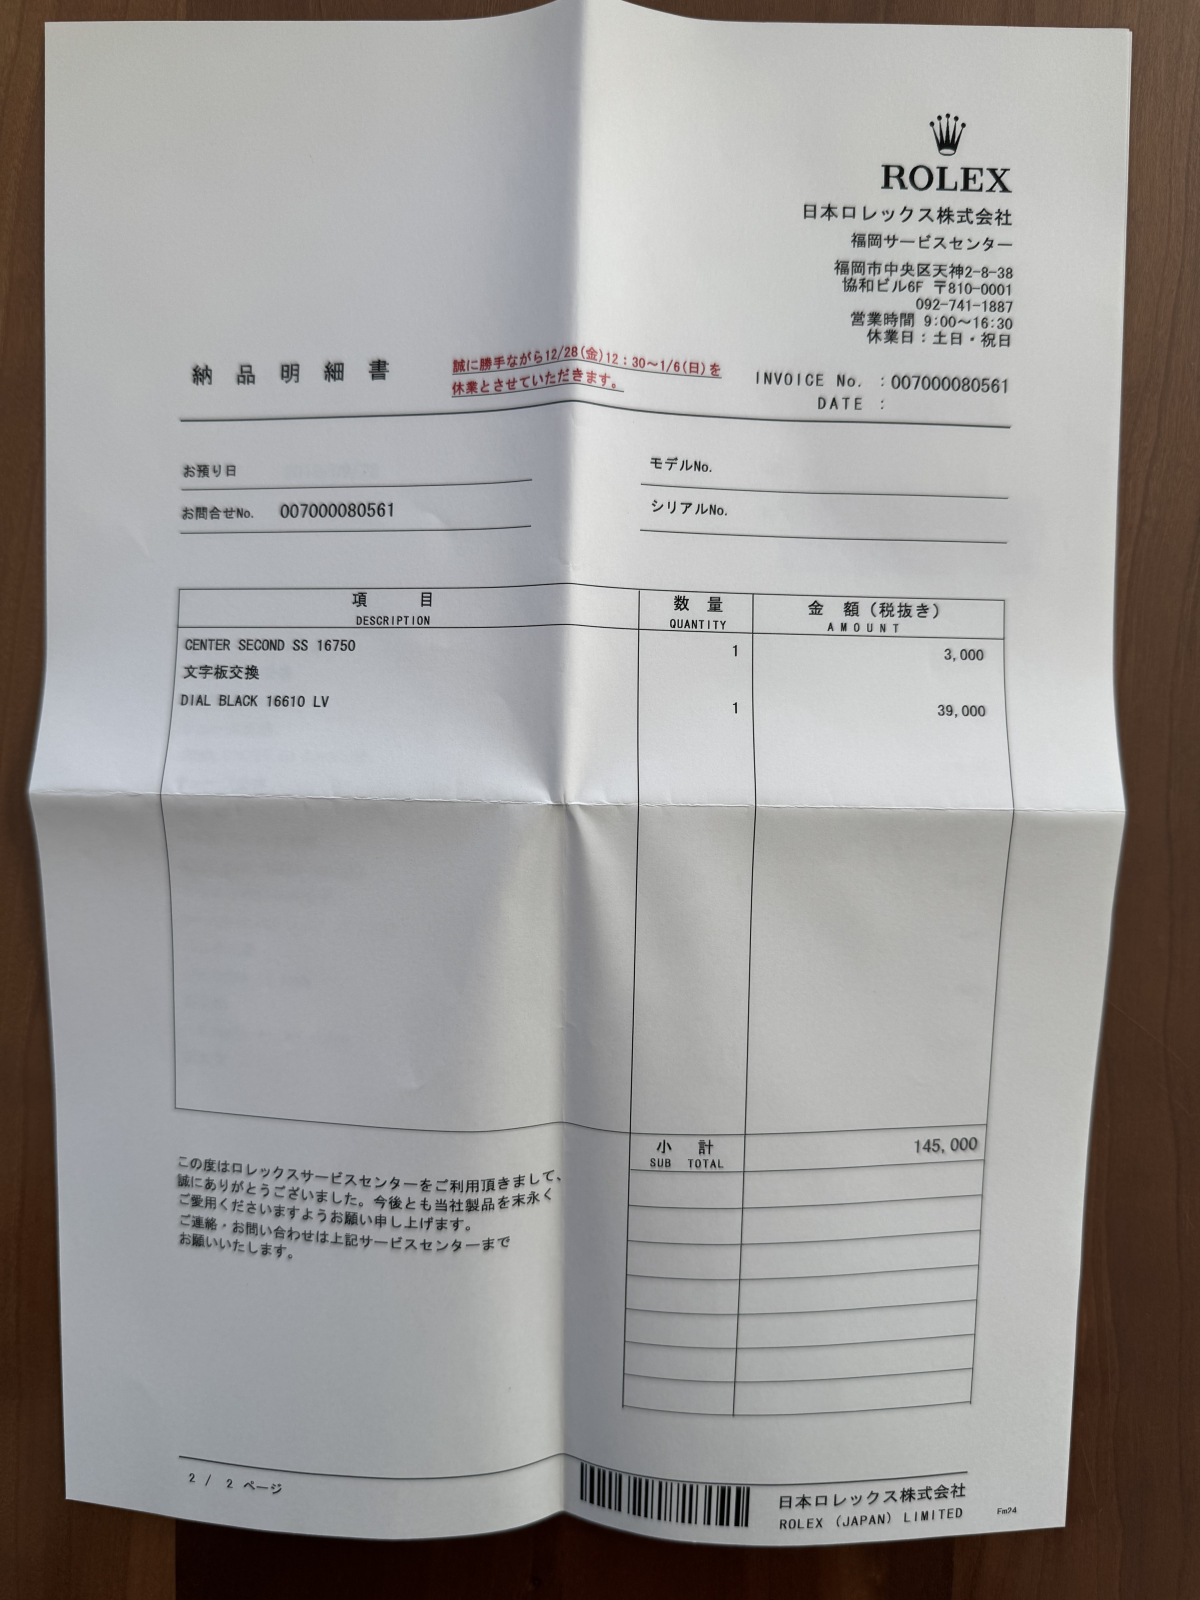 ROLEX
日本ロレックス株式会社
福岡サービスセンター
福岡市中央区天神2-8-38
協和ビル6F 〒810-0001
092-741-1887
営業時間 9:00～16:30
休業日：土日・祝日
納品明細書
誠に勝手ながら12/28(金)12：30～1/6(日)を
休業とさせていただきます。
INVOICE No. :007000080561
DATE :
お預り日
モデルNo.
お問合せNo. 007000080561
シリアルNo.
項目 数量 金額(税抜き)
DESCRIPTION QUANTITY AMOUNT
CENTER SECOND SS 16750 1 3,000
文字板交換
DIAL BLACK 16610 LV 1 39,000
小計 145,000
SUB TOTAL
この度はロレックスサービスセンターをご利用頂きまして、
誠にありがとうございました。今後とも当社製品を末永く
ご愛用くださいますようお願い申し上げます。
ご連絡・お問い合わせは上記サービスセンターまで
お願いいたします。
2 / 2 ページ
日本ロレックス株式会社
ROLEX (JAPAN) LIMITED
Fm24